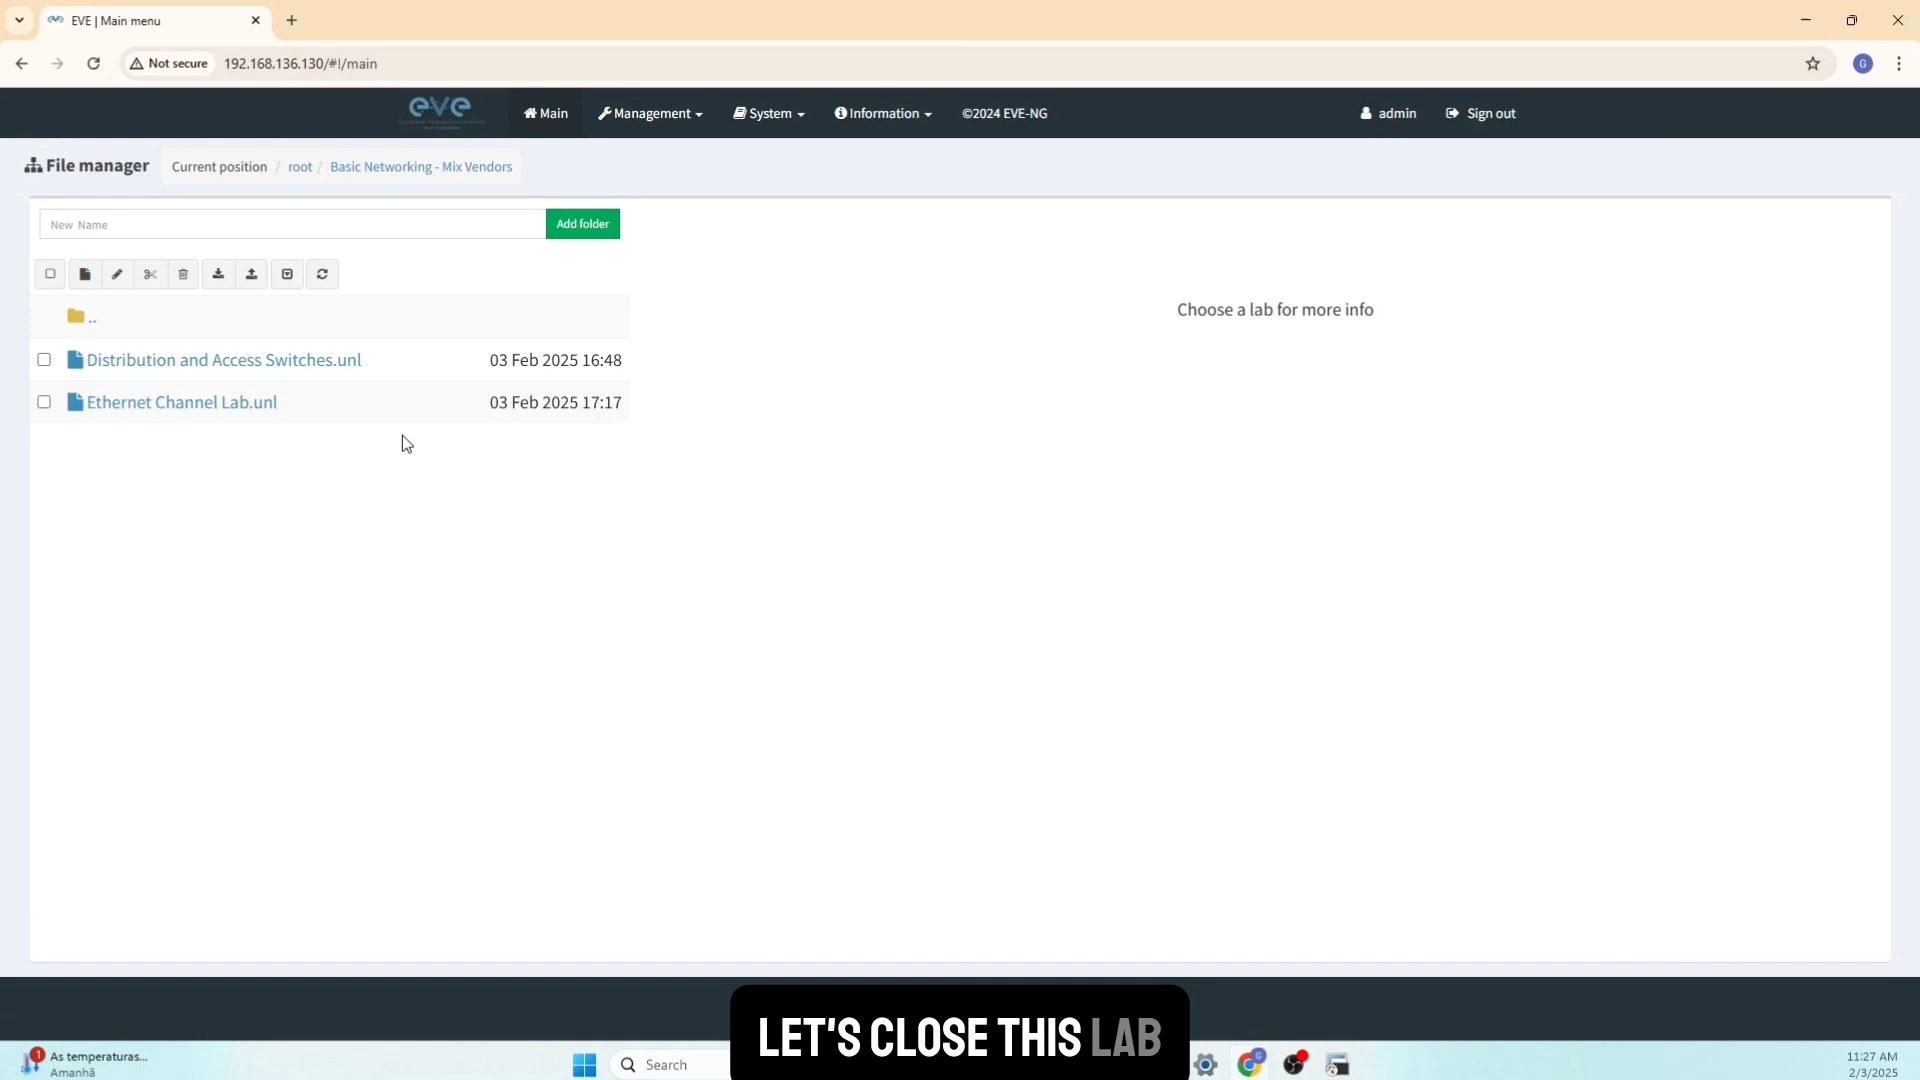 EVE | Main menu
Not secure
192.168.136.130/#!/main
G
eve
Main
Management
System
Information
©2024 EVE-NG
admin
Sign out
File manager
Current position / root / Basic Networking - Mix Vendors
New Name
Add folder
..
Distribution and Access Switches.unl 03 Feb 2025 16:48
Ethernet Channel Lab.unl 03 Feb 2025 17:17
Choose a lab for more info
LET'S CLOSE THIS LAB
1
As temperaturas...
Amanhã
Search
11:27 AM
2/3/2025